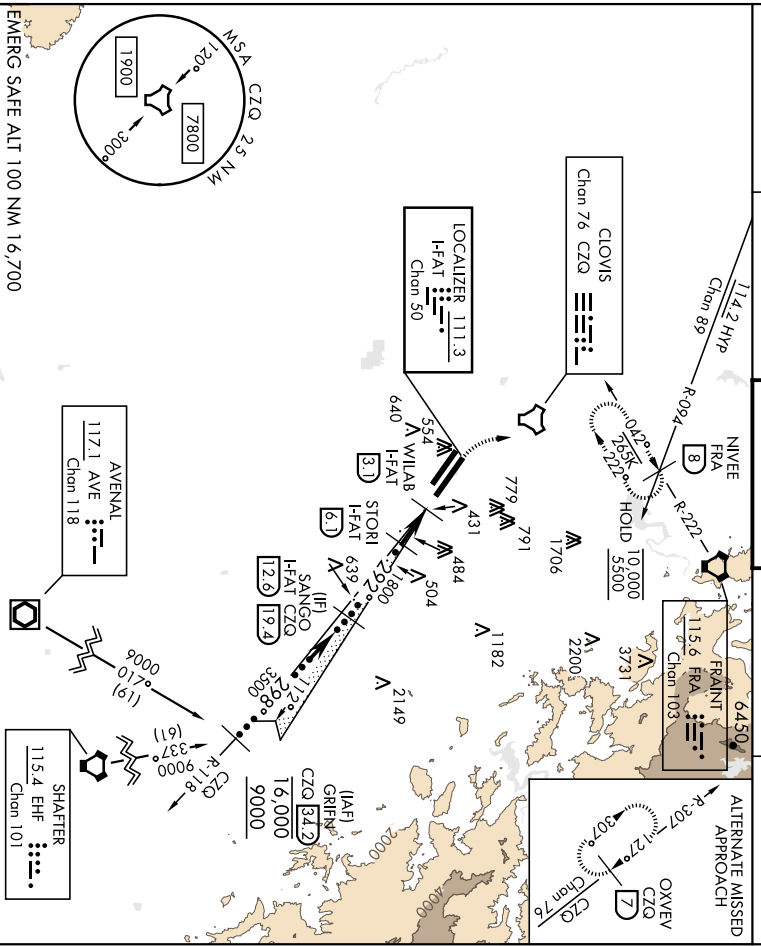 EMERG SAFE ALT 100 NM 16,700
MSA CZQ 25 NM
120°
1900
7800
300°
114.2 HYP
Chan 89
R-094
NIVEE
FRA
8
042°
265K
222°
HOLD
10,000
5500
R-222
FRAINT
115.6 FRA
Chan 103
6450
CLOVIS
Chan 76 CZQ
LOCALIZER 111.3
I-FAT
Chan 50
640
554
WILAB
I-FAT
3.1
STORI
I-FAT
6.1
779
791
431
1706
484
504
639
1182
2200
3731
2149
292°
1800
(IF)
SANGO
I-FAT CZQ
12.6 19.4
112°
298°
3500
(IAF)
GRIFN
CZQ 34.2
16,000
9000
R-118
CZQ
2000
4000
AVENAL
117.1 AVE
Chan 118
017°
(61)
337°
9000
(61)
SHAFTER
115.4 EHF
Chan 101
ALTERNATE MISSED
APPROACH
R-307
127°
307°
OXVEV
CZQ
7
CZQ
Chan 76